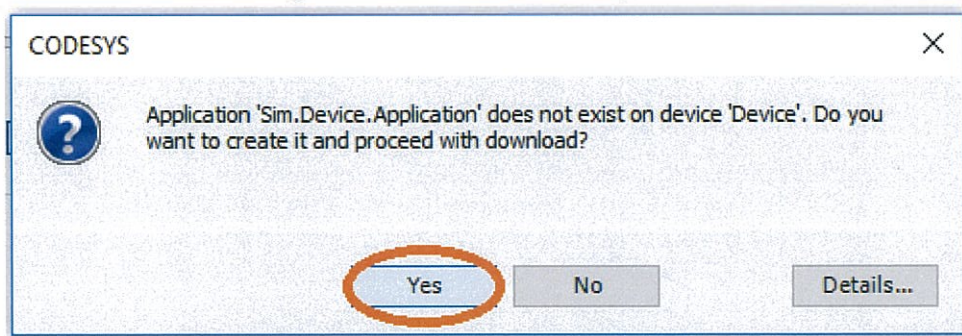 CODESYS
Application 'Sim.Device.Application' does not exist on device 'Device'. Do you
want to create it and proceed with download?
Yes No Details...